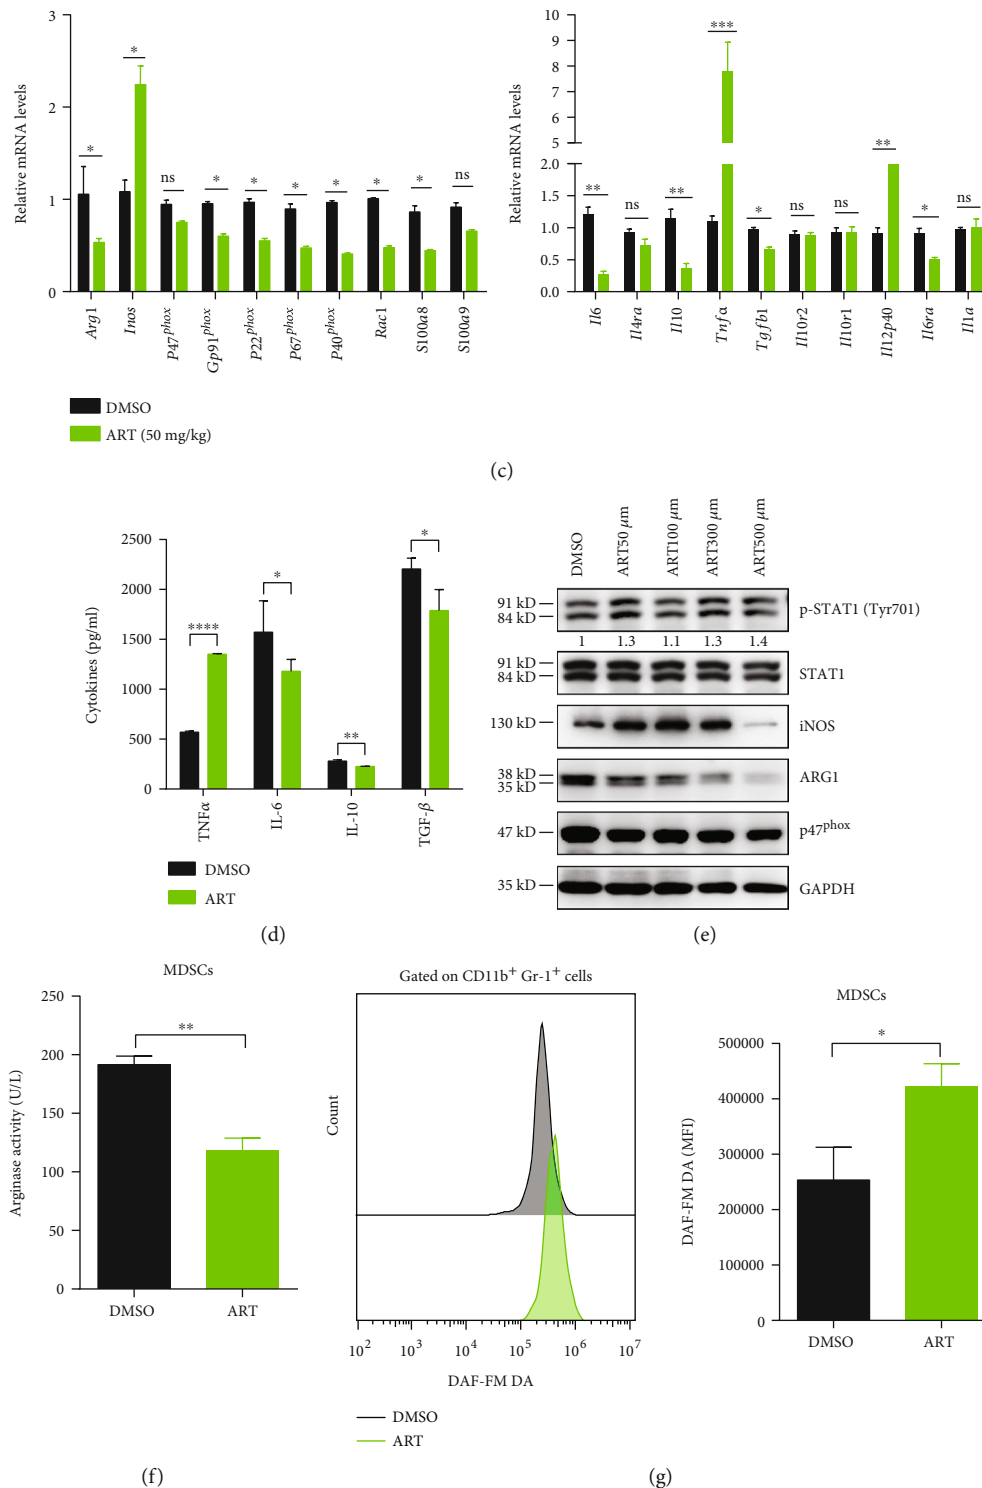 3
2
1
0
Relative mRNA levels
* * ns * * * * * * ns
Arg1 Inos P47phox Gp91phox P22phox P67phox P40phox Rac1 S100a8 S100a9
10
9
8
7
6
5
2.0
1.5
1.0
0.5
0.0
Relative mRNA levels
** ns ** *** * ns ns ** * ns
Il6 Il4ra Il10 Tnfα Tgfb1 Il10r2 Il10r1 Il12p40 Il6ra Il1a
DMSO
ART (50 mg/kg)
(c)
2500
2000
1500
1000
500
0
Cytokines (pg/ml)
**** * ** *
TNFα IL-6 IL-10 TGF-β
DMSO
ART
(d)
DMSO ART50 μm ART100 μm ART300 μm ART500 μm
91 kD
84 kD
p-STAT1 (Tyr701)
1 1.3 1.1 1.3 1.4
91 kD
84 kD
STAT1
130 kD
iNOS
38 kD
35 kD
ARG1
47 kD
p47phox
35 kD
GAPDH
(e)
MDSCs
250
200
150
100
50
0
Arginase activity (U/L)
**
DMSO ART
(f)
Gated on CD11b+ Gr-1+ cells
Count
10² 10³ 10⁴ 10⁵ 10⁶ 10⁷
DAF-FM DA
DMSO
ART
MDSCs
500000
400000
300000
200000
100000
0
DAF-FM DA (MFI)
*
DMSO ART
(g)